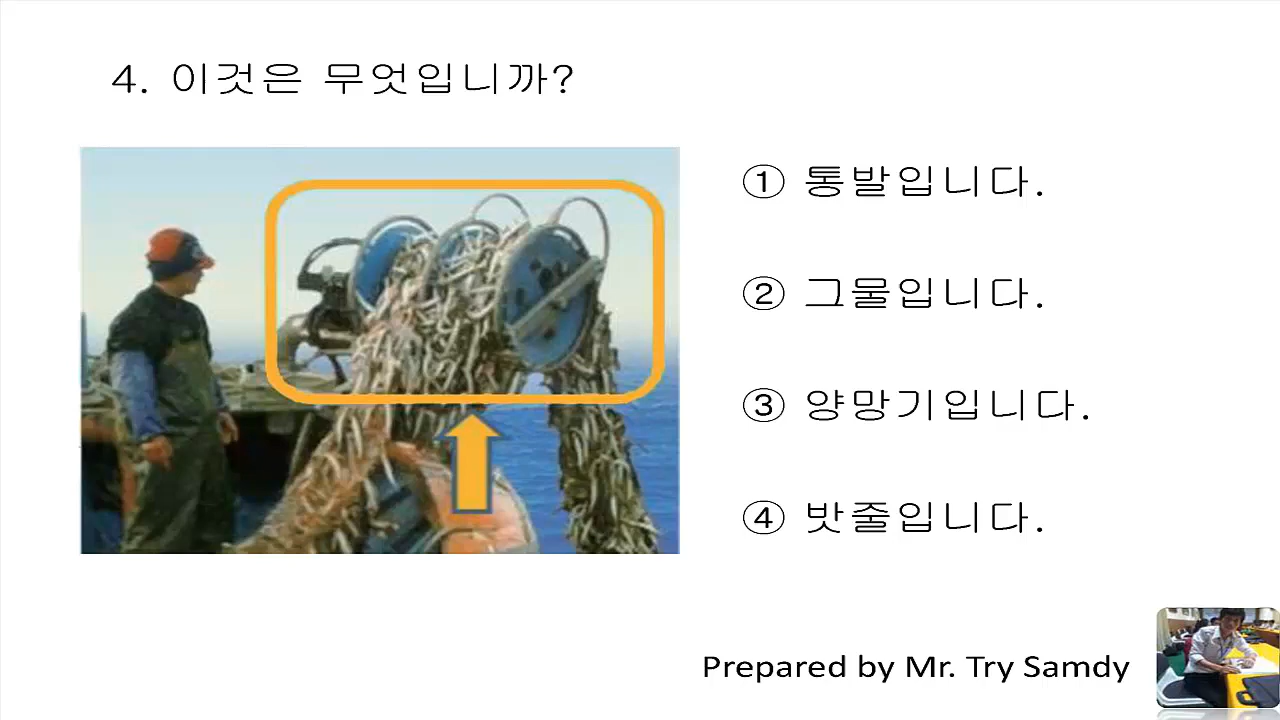 4. 이것은 무엇입니까?
① 통발입니다.
② 그물입니다.
③ 양망기입니다.
④ 밧줄입니다.
Prepared by Mr. Try Samdy